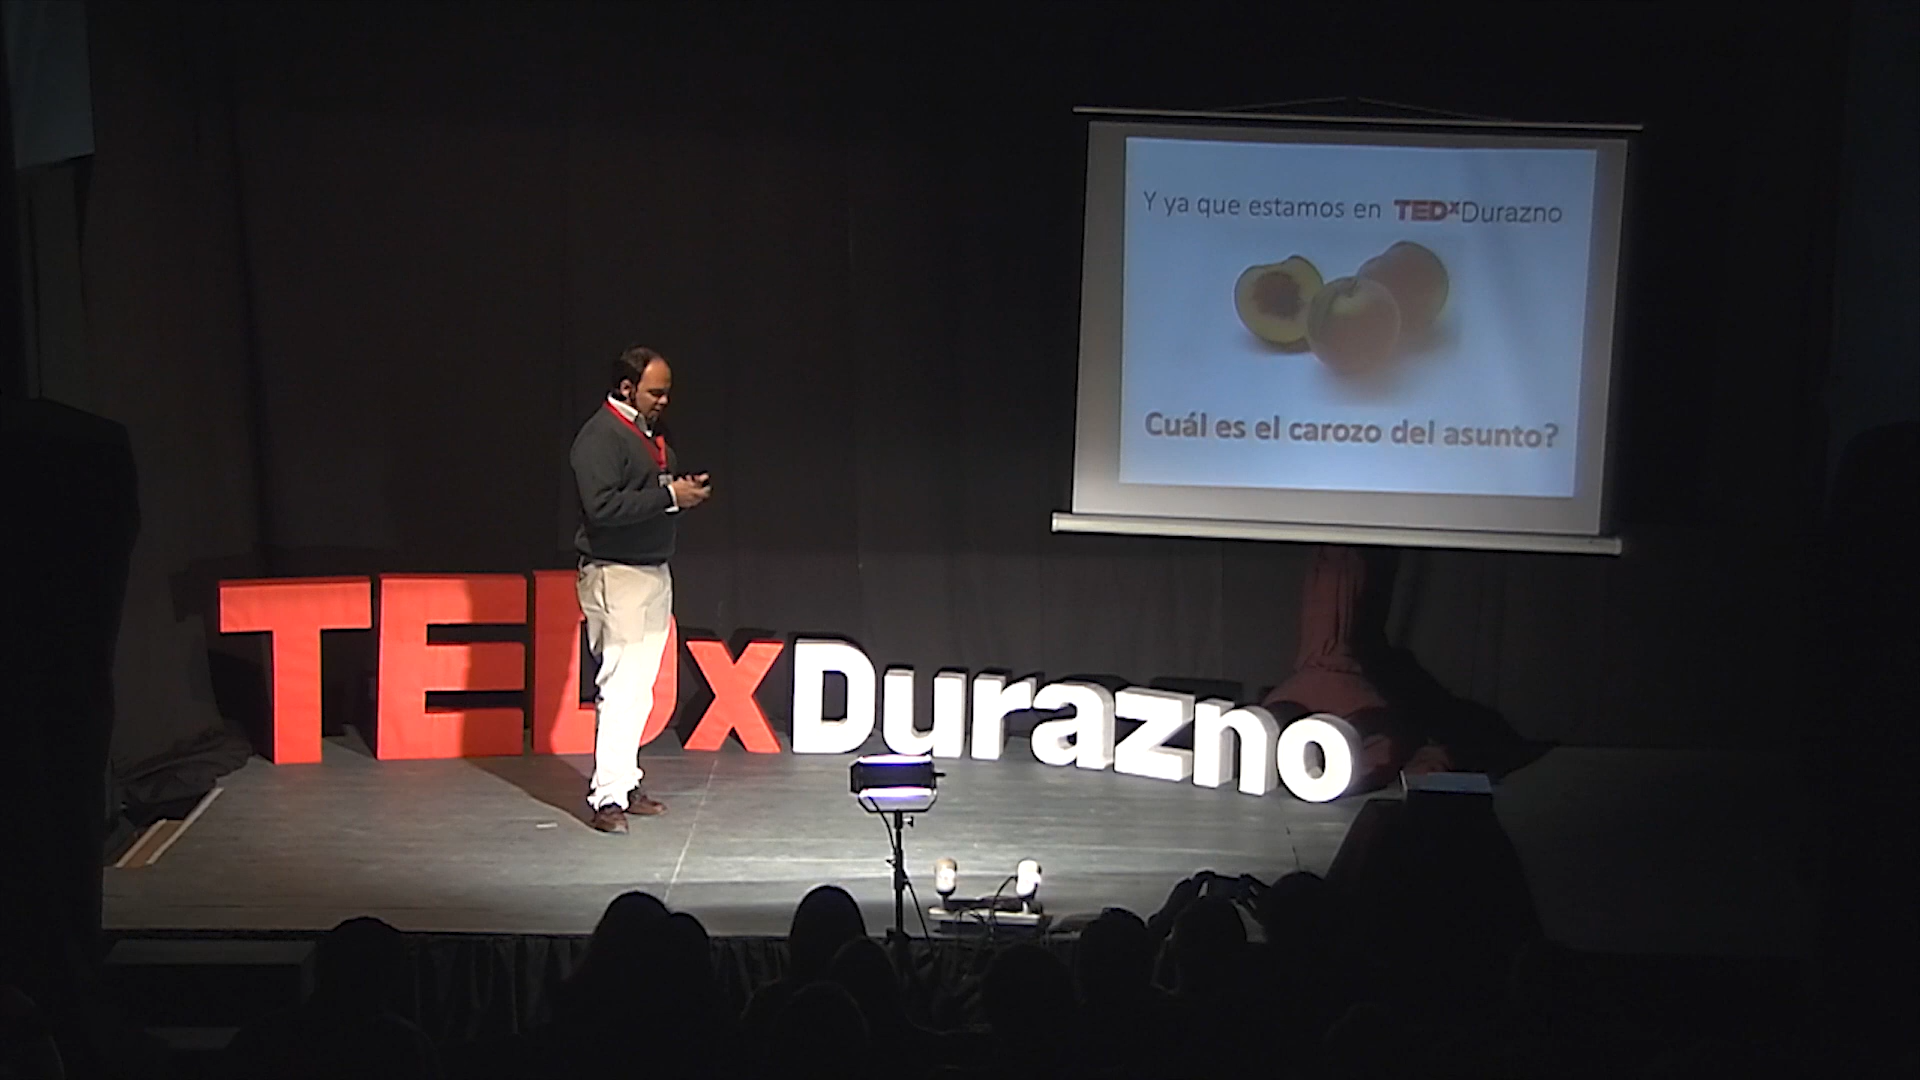 Y ya que estamos en TEDxDurazno
Cuál es el carozo del asunto?
TEDxDurazno